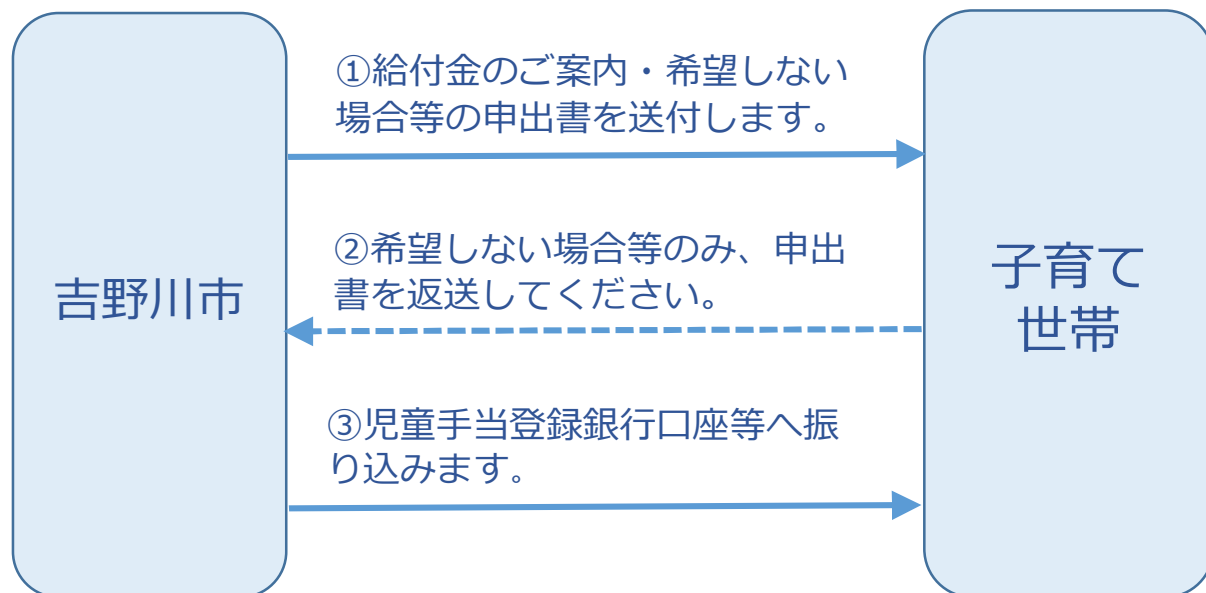 ①給付金のご案内・希望しない
場合等の申出書を送付します。
吉野川市
②希望しない場合等のみ、申出
書を返送してください。
子育て
世帯
③児童手当登録銀行口座等へ振
り込みます。